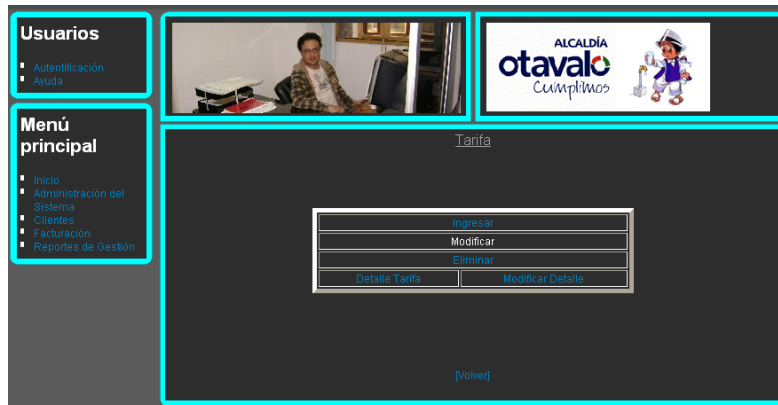 Usuarios
Autentificación
Ayuda
Menú
principal
Inicio
Administración del
Sistema
Clientes
Facturación
Reportes de Gestión
ALCALDÍA
otavalo
Cumplimos
Tarifa
Ingresar
Modificar
Eliminar
Detalle Tarifa Modificar Detalle
[Volver]